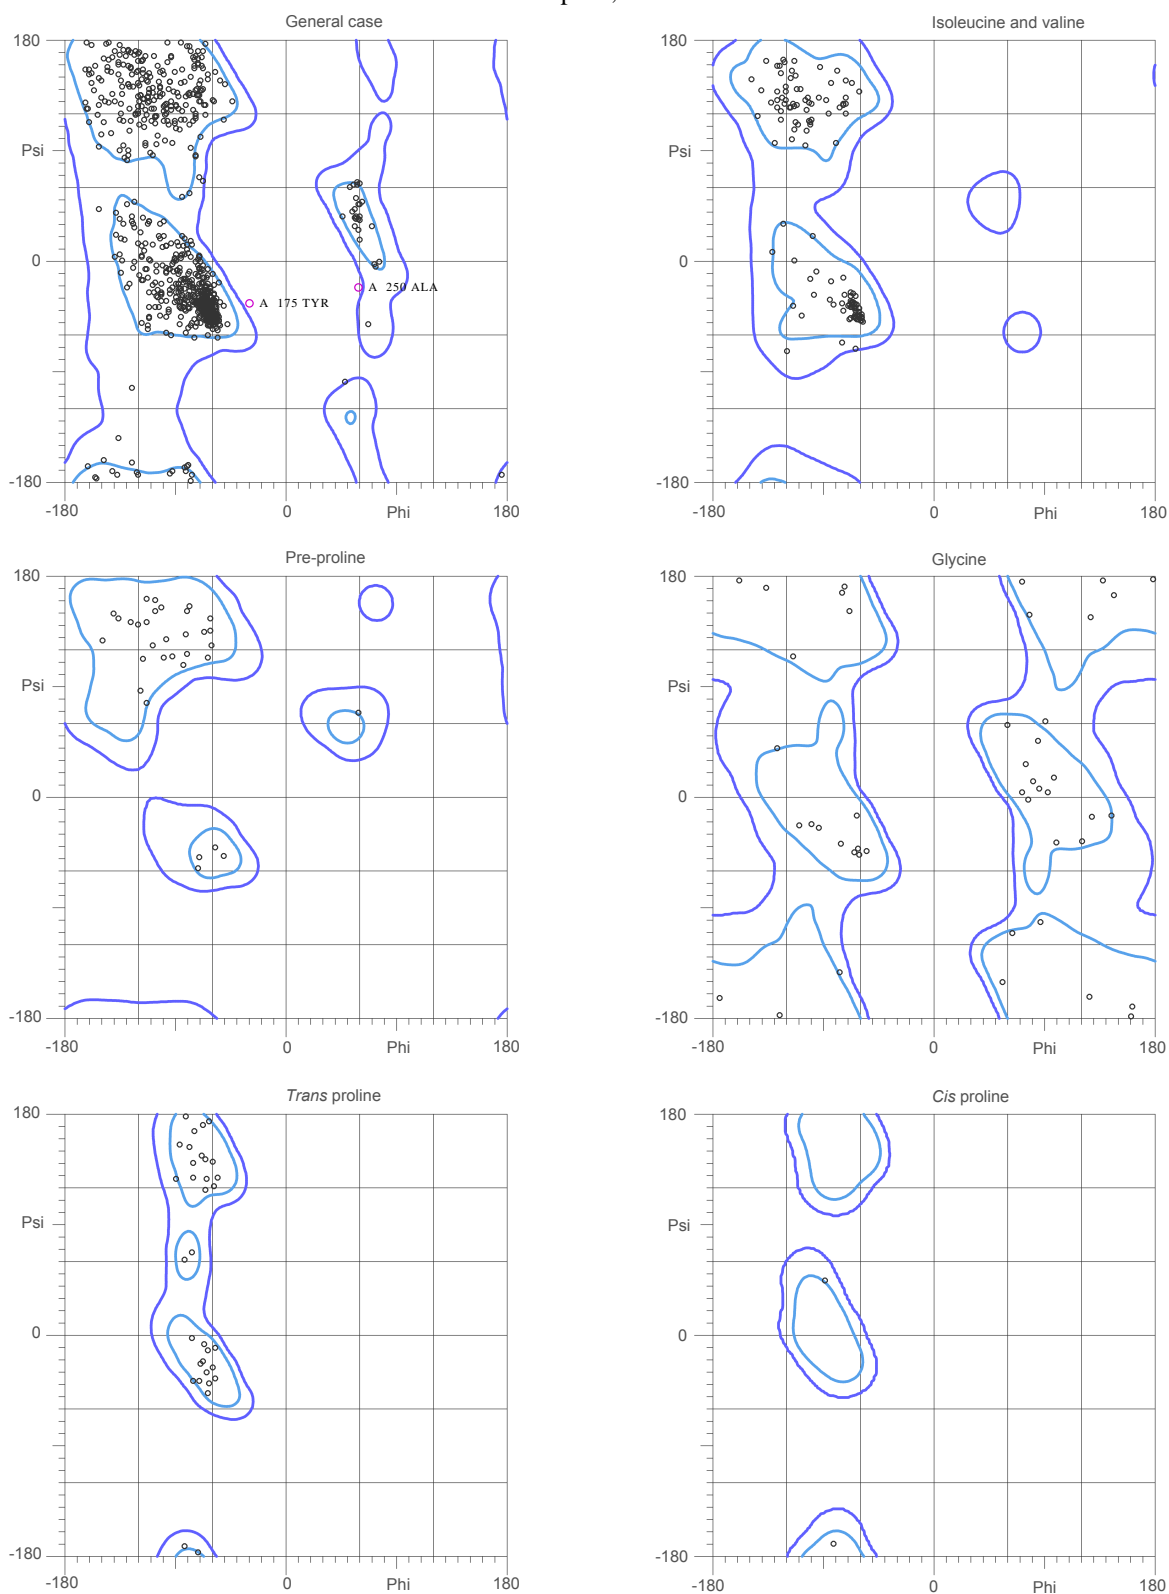 General case
Isoleucine and valine
180
180
Psi
Psi
0
0
A 250 ALA
A 175 TYR
-180
-180
-180
0
Phi
180
-180
0
Phi
180
Pre-proline
Glycine
180
180
Psi
Psi
0
0
-180
-180
-180
0
Phi
180
-180
0
Phi
180
Trans proline
Cis proline
180
180
Psi
Psi
0
0
-180
-180
-180
0
Phi
180
-180
0
Phi
180